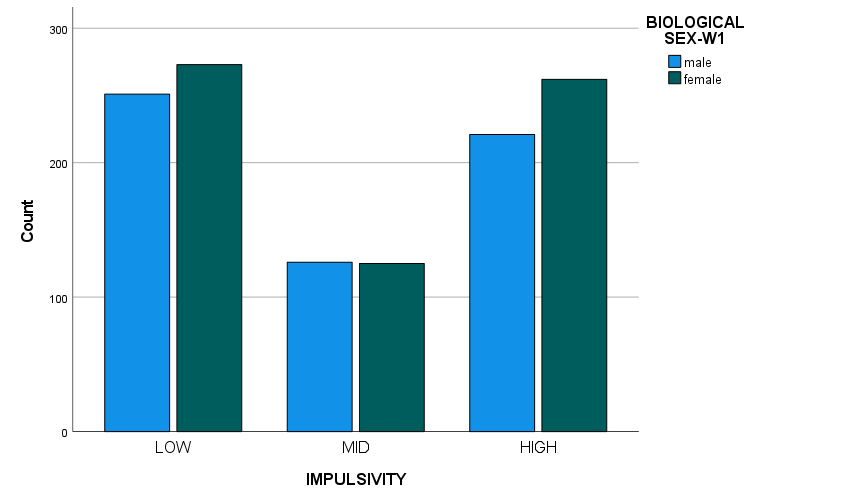 BIOLOGICAL
SEX-W1
male
female
300
200
100
0
Count
LOW MID HIGH
IMPULSIVITY